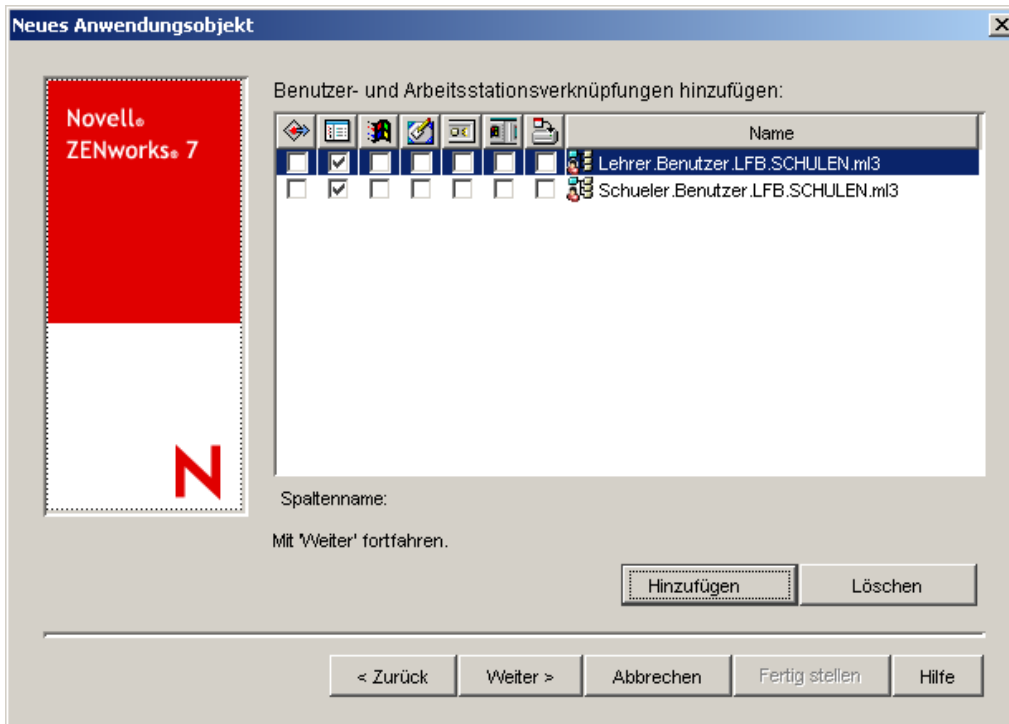 Neues Anwendungsobjekt
Novell®
ZENworks® 7
N
Benutzer- und Arbeitsstationsverknüpfungen hinzufügen:
Name
Lehrer.Benutzer.LFB.SCHULEN.ml3
Schueler.Benutzer.LFB.SCHULEN.ml3
Spaltenname:
Mit 'Weiter' fortfahren.
Hinzufügen Löschen
< Zurück Weiter > Abbrechen Fertig stellen Hilfe